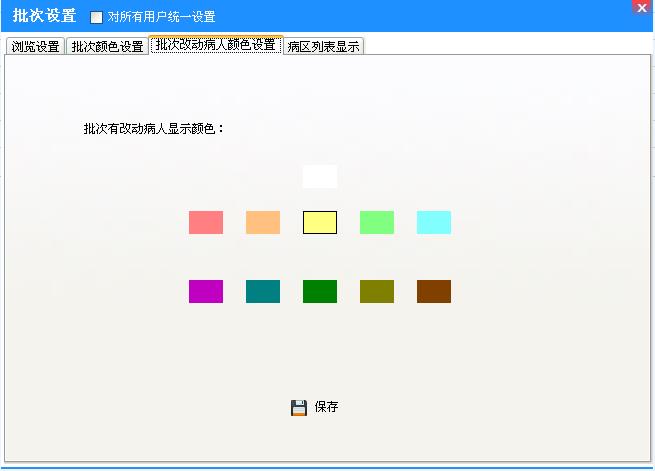 批次设置 对所有用户统一设置
浏览设置 批次颜色设置 批次改动病人颜色设置 病区列表显示
批次有改动病人显示颜色：
保存